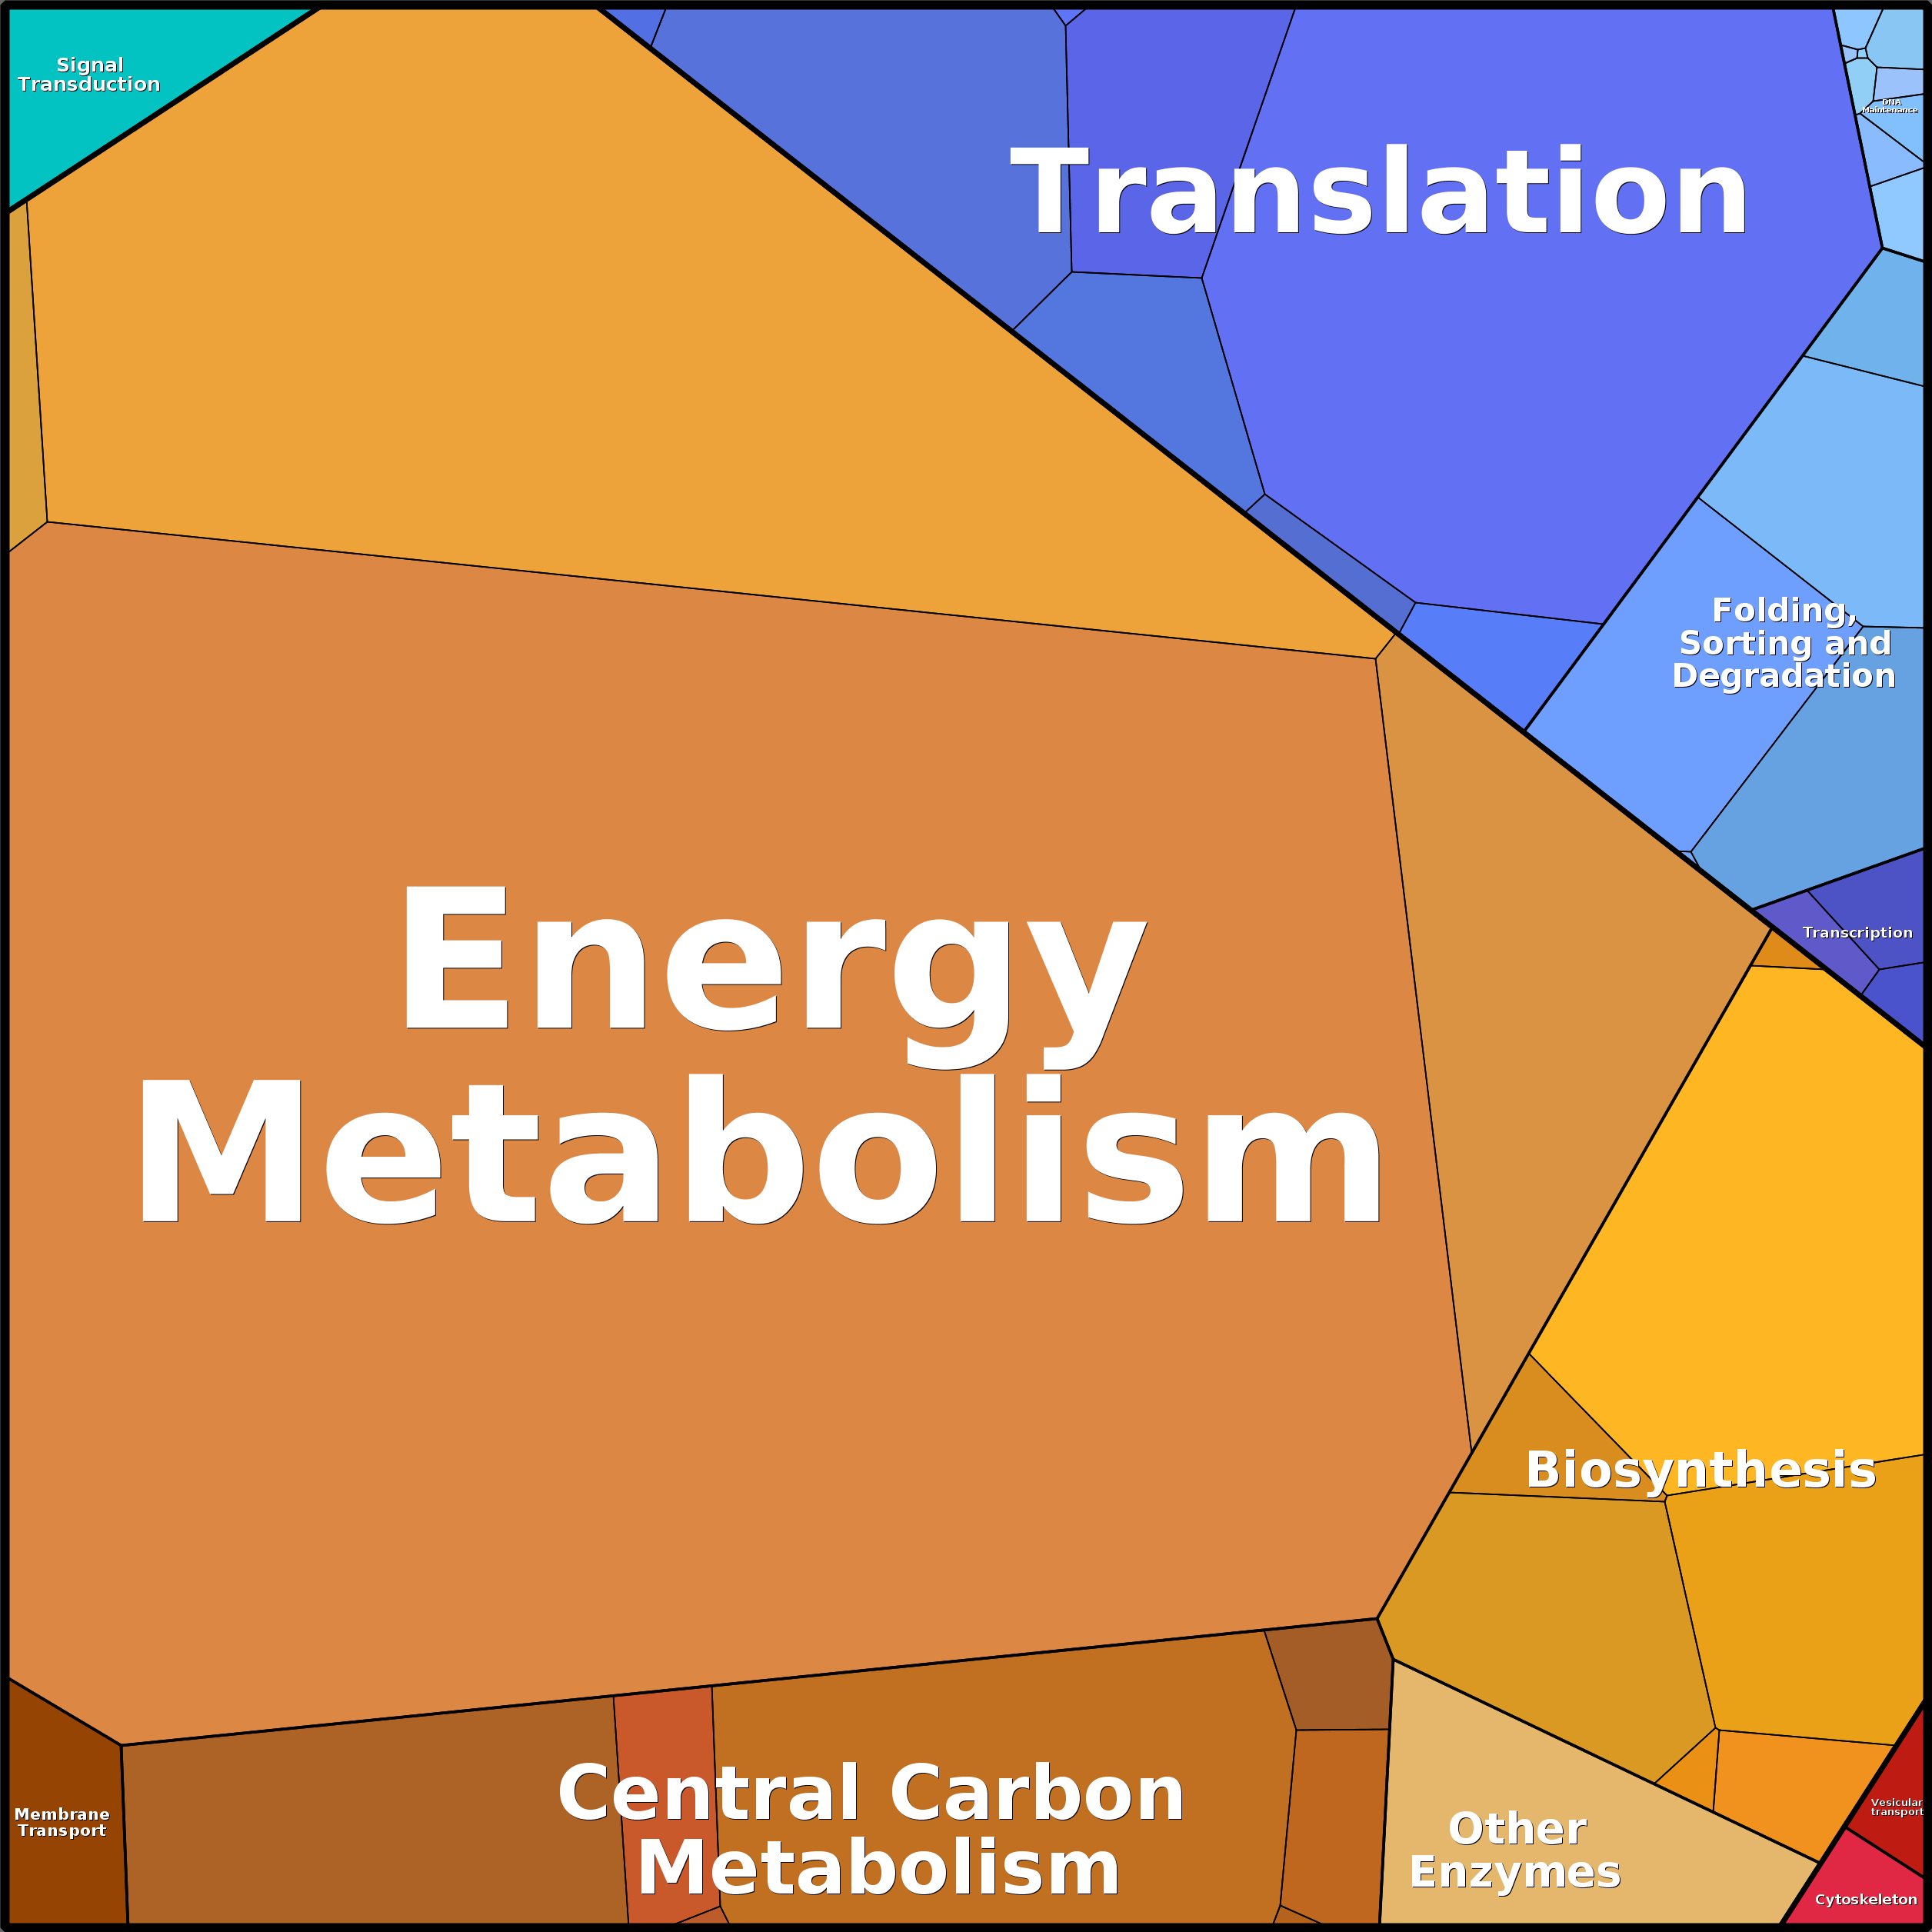 Signal
Transduction
Translation
DNA
Maintenance
Folding,
Sorting and
Degradation
Transcription
Energy
Metabolism
Biosynthesis
Central Carbon
Metabolism
Membrane
Transport
Other
Enzymes
Vesicular
transport
Cytoskeleton